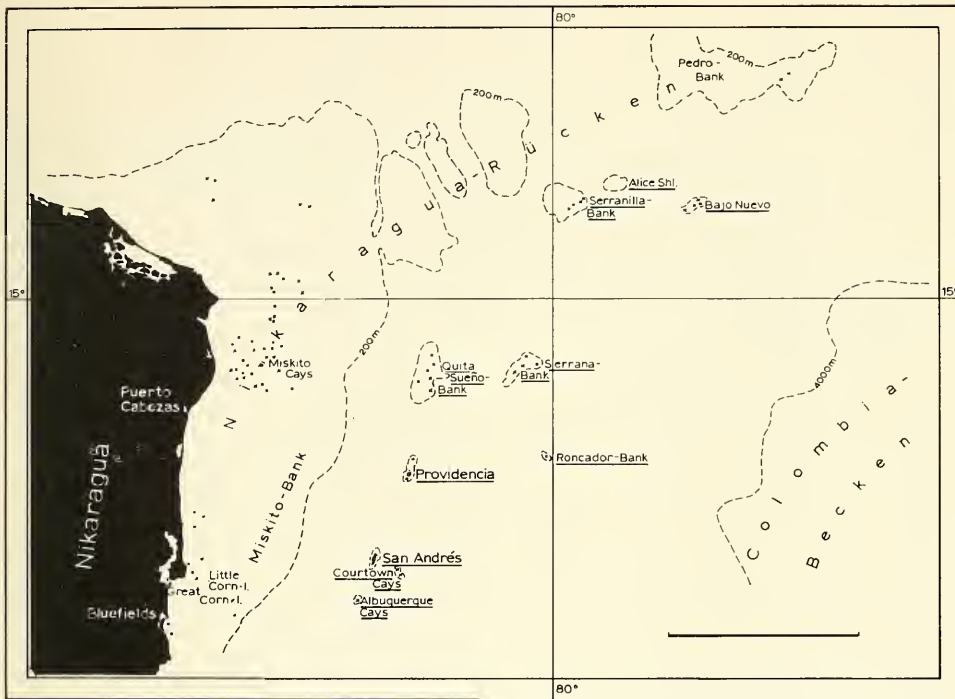 80°
200m
Pedro-
Bank
200m
Nikaragua-Rücken
Alice Shl.
Serranilla-
Bank
Bajo Nuevo
15°
15°
200m
Miskito
Cays
Quita
Sueño-
Bank
Serrana-
Bank
4000m
Puerto
Cabezas
Colombia-
Becken
Nikaragua
Miskito-Bank
Roncador-Bank
Providencia
San Andrés
Courtown
Cays
Little
Corn-I.
Great
Corn-I.
Albuquerque
Cays
Bluefields
80°